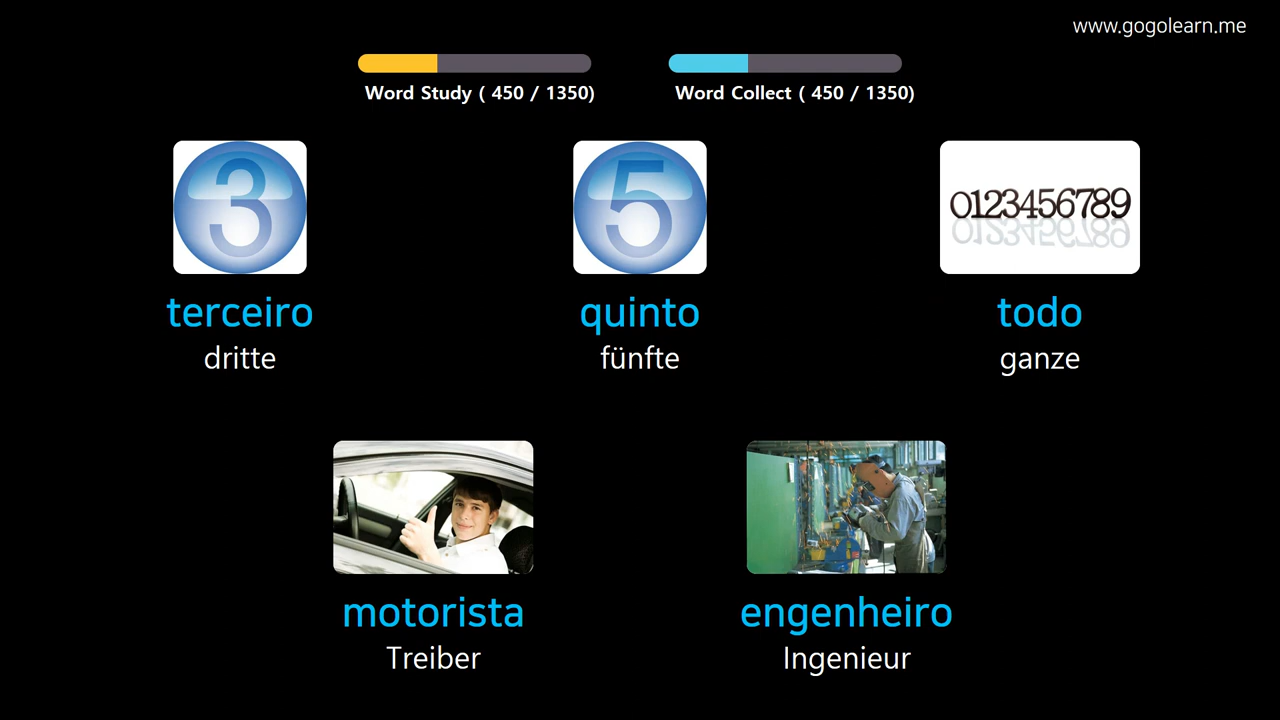 www.gogolearn.me
Word Study ( 450 / 1350)
Word Collect ( 450 / 1350)
3
5
0123456789
terceiro
quinto
todo
dritte
fünfte
ganze
motorista
engenheiro
Treiber
Ingenieur